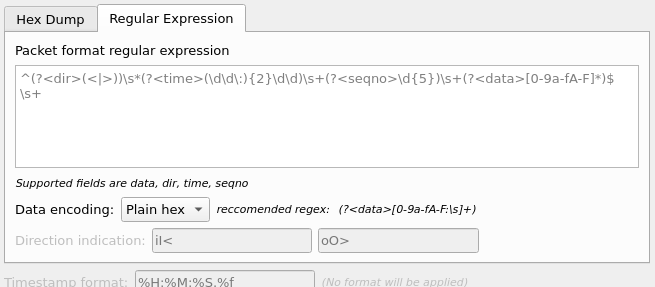 Hex Dump Regular Expression
Packet format regular expression
^(?<dir>(<|>))\s*(?<time>(\d\d\:){2}\d\d)\s+(?<seqno>\d{5})\s+(?<data>[0-9a-fA-F]*)$
\s+
Supported fields are data, dir, time, seqno
Data encoding: Plain hex reccomended regex: (?<data>[0-9a-fA-F:\s]+)
Direction indication: iI< oO>
Timestamp format: %H:%M:%S.%f (No format will be applied)